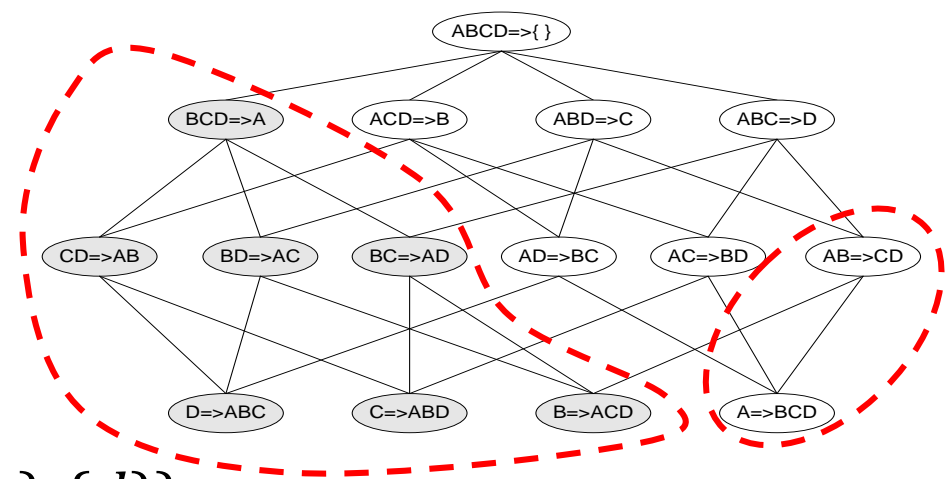 ABCD=>{ }
BCD=>A ACD=>B ABD=>C ABC=>D
CD=>AB BD=>AC BC=>AD AD=>BC AC=>BD AB=>CD
D=>ABC C=>ABD B=>ACD A=>BCD